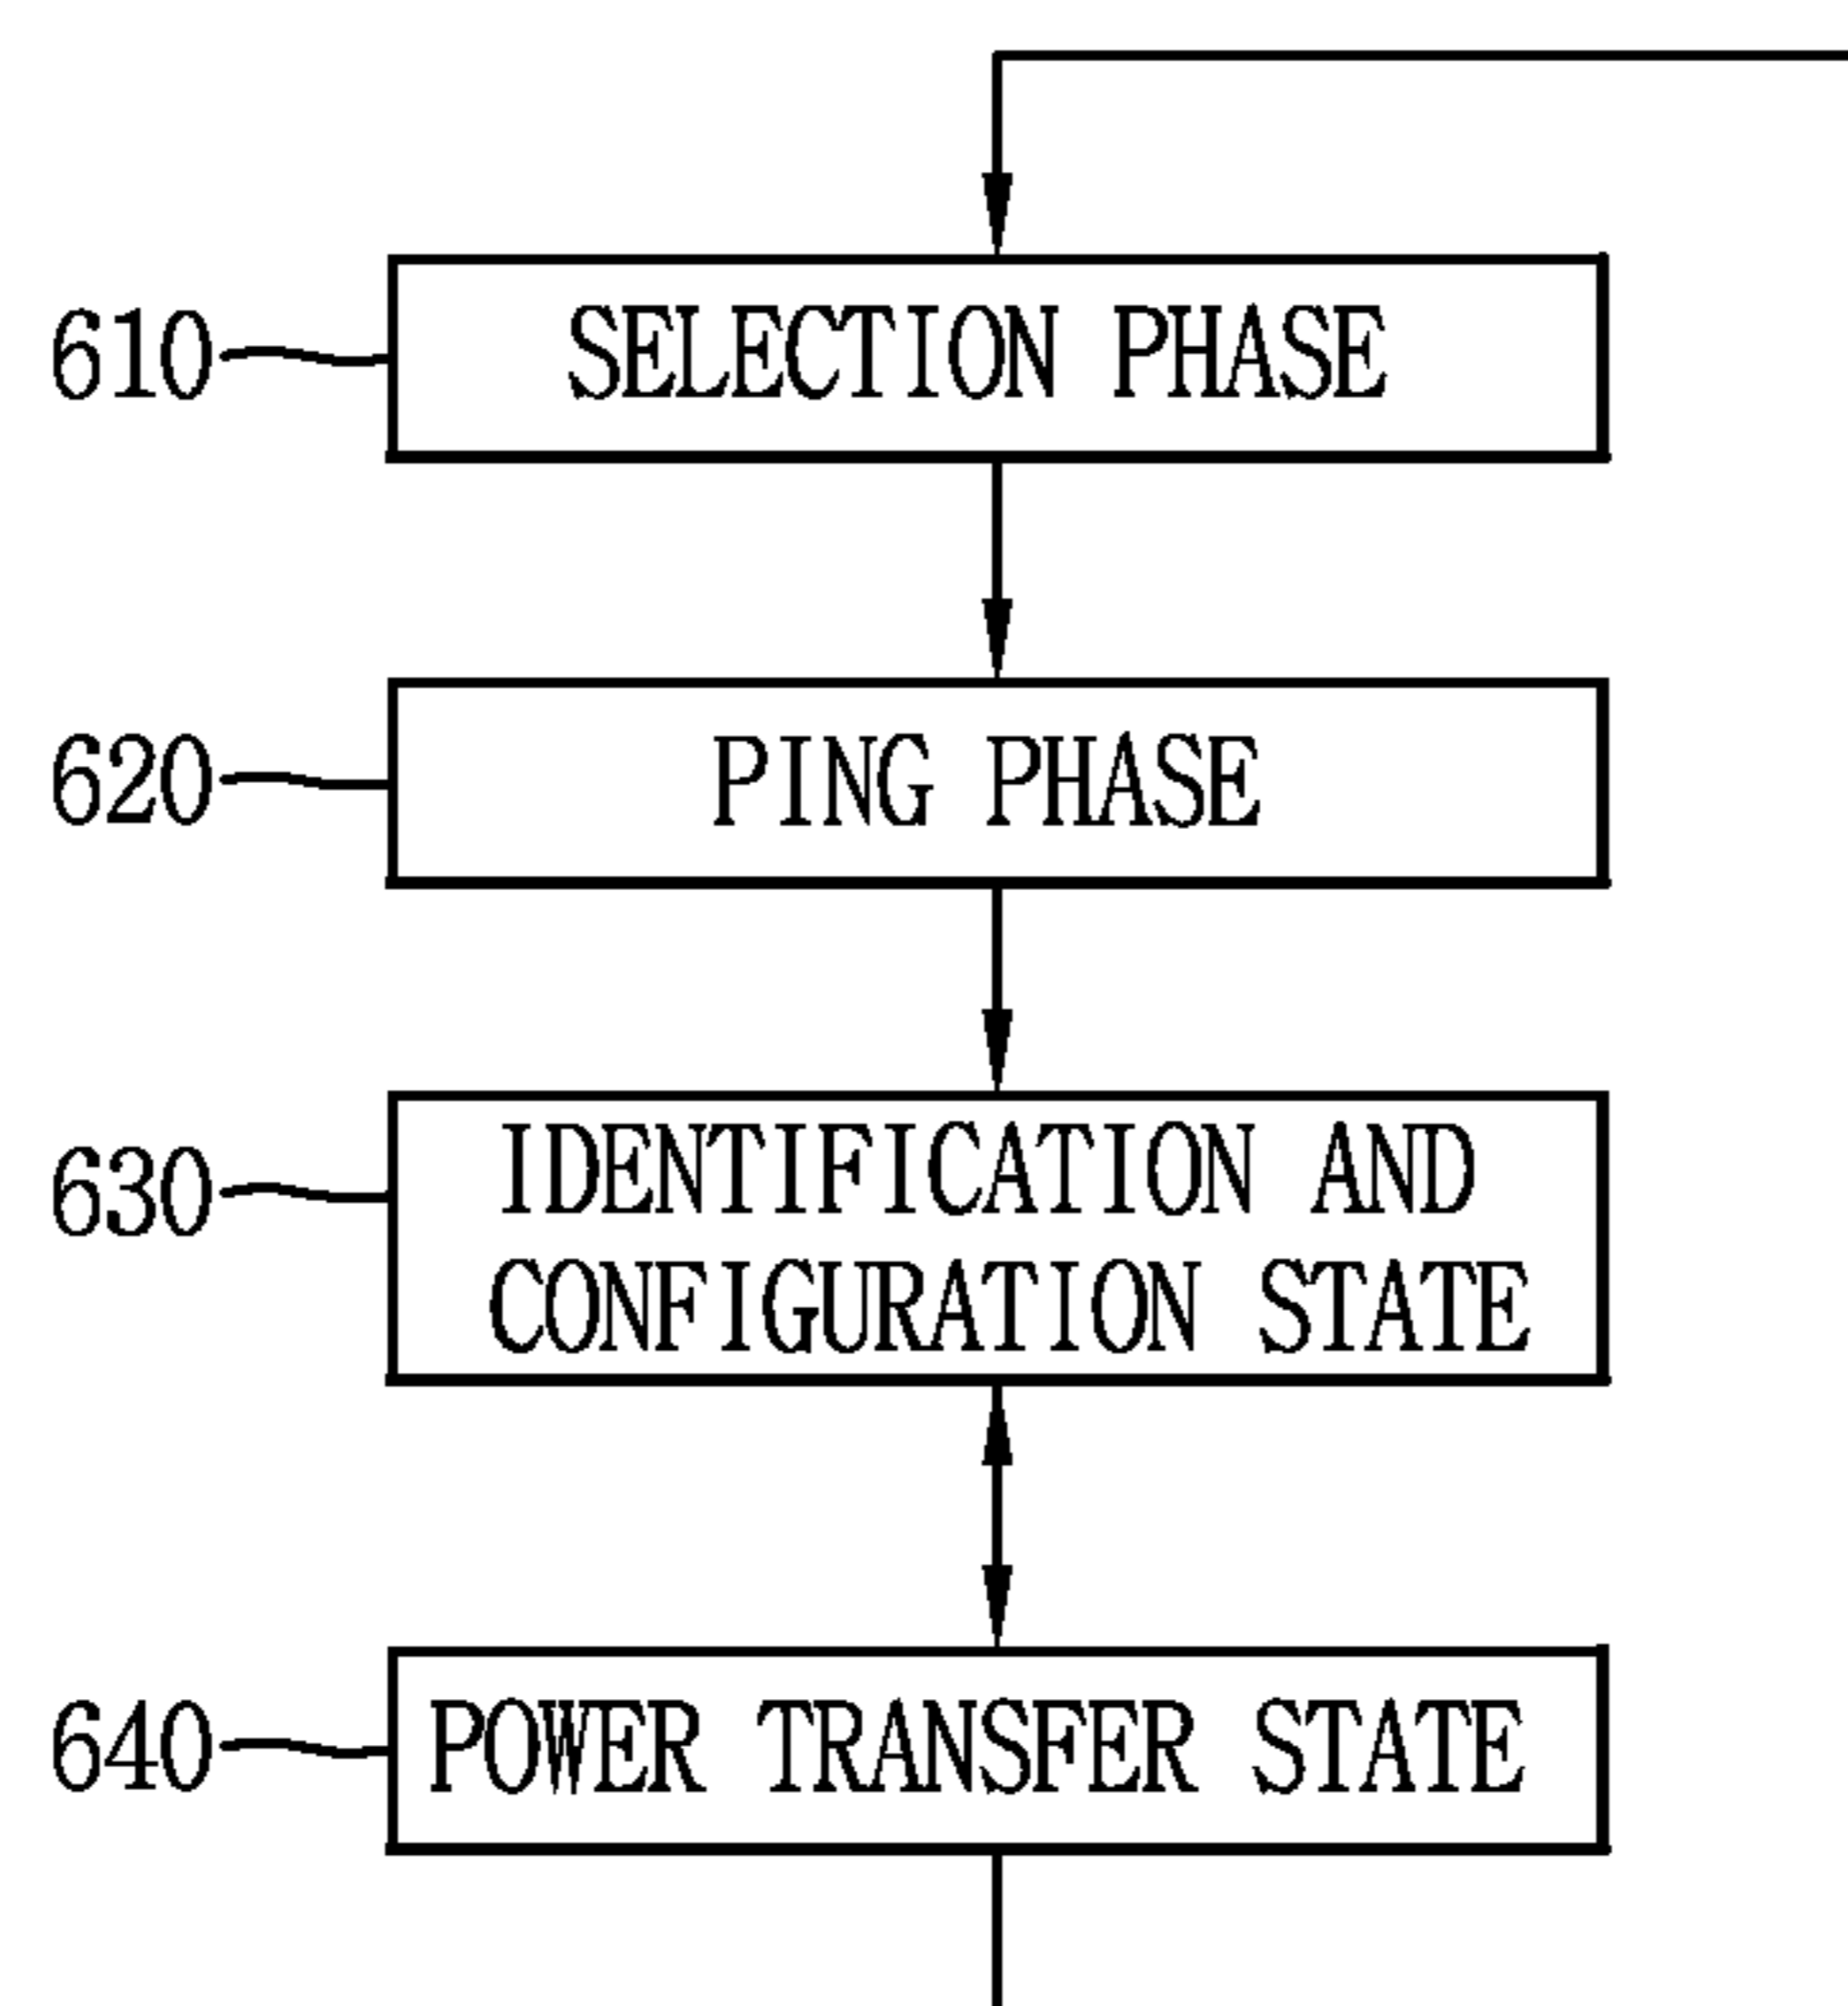 610 SELECTION PHASE
620 PING PHASE
630 IDENTIFICATION AND
CONFIGURATION STATE
640 POWER TRANSFER STATE